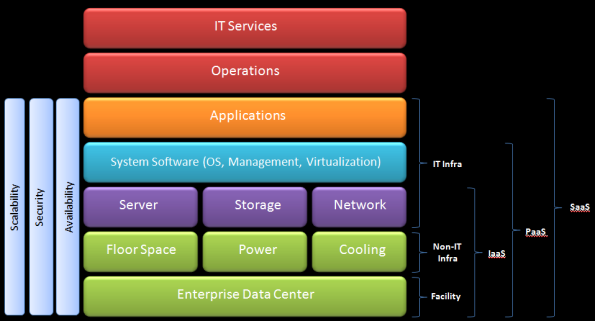 IT Services
Operations
Applications
System Software (OS, Management, Virtualization)
Server
Storage
Network
Floor Space
Power
Cooling
Enterprise Data Center
Scalability
Security
Availability
IT Infra
Non-IT
Infra
Facility
IaaS
PaaS
SaaS